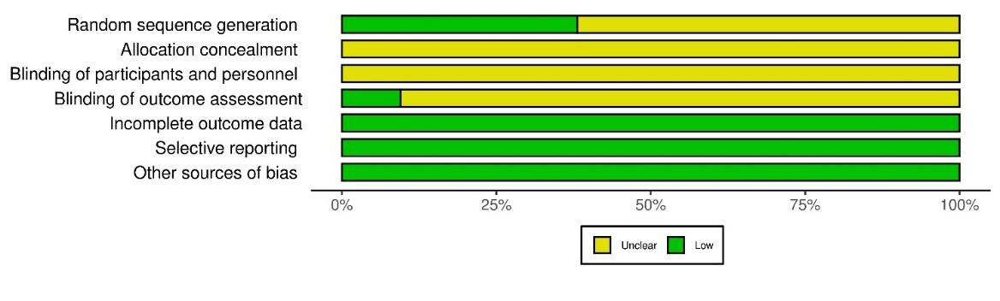 Random sequence generation
Allocation concealment
Blinding of participants and personnel
Blinding of outcome assessment
Incomplete outcome data
Selective reporting
Other sources of bias
0% 25% 50% 75% 100%
Unclear Low